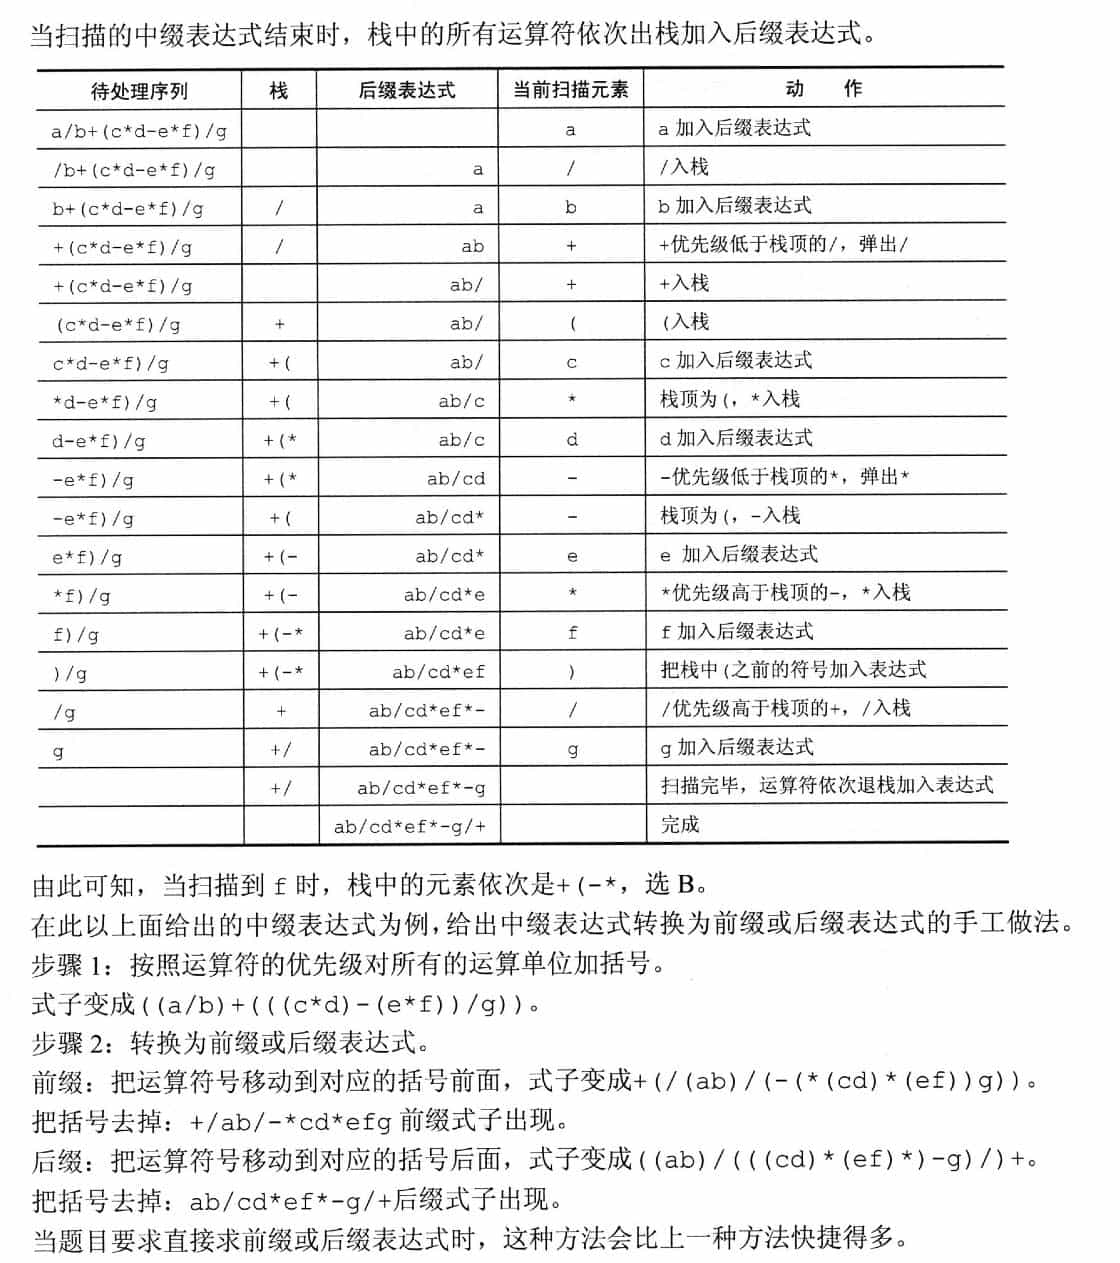 当扫描的中缀表达式结束时，栈中的所有运算符依次出栈加入后缀表达式。
待处理序列 栈 后缀表达式 当前扫描元素 动 作
a/b+(c*d-e*f)/g a a加入后缀表达式
/b+(c*d-e*f)/g a / /入栈
b+(c*d-e*f)/g / a b b加入后缀表达式
+(c*d-e*f)/g / ab + +优先级低于栈顶的/，弹出/
+(c*d-e*f)/g ab/ + +入栈
(c*d-e*f)/g + ab/ ( (入栈
c*d-e*f)/g +( ab/ c c加入后缀表达式
*d-e*f)/g +( ab/c * 栈顶为(，*入栈
d-e*f)/g +(* ab/c d d加入后缀表达式
-e*f)/g +(* ab/cd - -优先级低于栈顶的*，弹出*
-e*f)/g +( ab/cd* - 栈顶为(，-入栈
e*f)/g +(- ab/cd* e e 加入后缀表达式
*f)/g +(- ab/cd*e * *优先级高于栈顶的-，*入栈
f)/g +(-* ab/cd*e f f加入后缀表达式
)/g +(-* ab/cd*ef ) 把栈中(之前的符号加入表达式
/g + ab/cd*ef*- / /优先级高于栈顶的+，/入栈
g +/ ab/cd*ef*- g g加入后缀表达式
+/ ab/cd*ef*-g 扫描完毕，运算符依次退栈加入表达式
ab/cd*ef*-g/+ 完成
由此可知，当扫描到 f 时，栈中的元素依次是+(-*，选 B。
在此以上面给出的中缀表达式为例，给出中缀表达式转换为前缀或后缀表达式的手工做法。
步骤 1：按照运算符的优先级对所有的运算单位加括号。
式子变成((a/b)+(((c*d)-(e*f))/g))。
步骤 2：转换为前缀或后缀表达式。
前缀：把运算符号移动到对应的括号前面，式子变成+(/(ab)/(-(*(cd)*(ef))g))。
把括号去掉：+/ab/-*cd*efg 前缀式子出现。
后缀：把运算符号移动到对应的括号后面，式子变成((ab)/(((cd)*(ef)*)-g)/)+。
把括号去掉：ab/cd*ef*-g/+后缀式子出现。
当题目要求直接求前缀或后缀表达式时，这种方法会比上一种方法快捷得多。